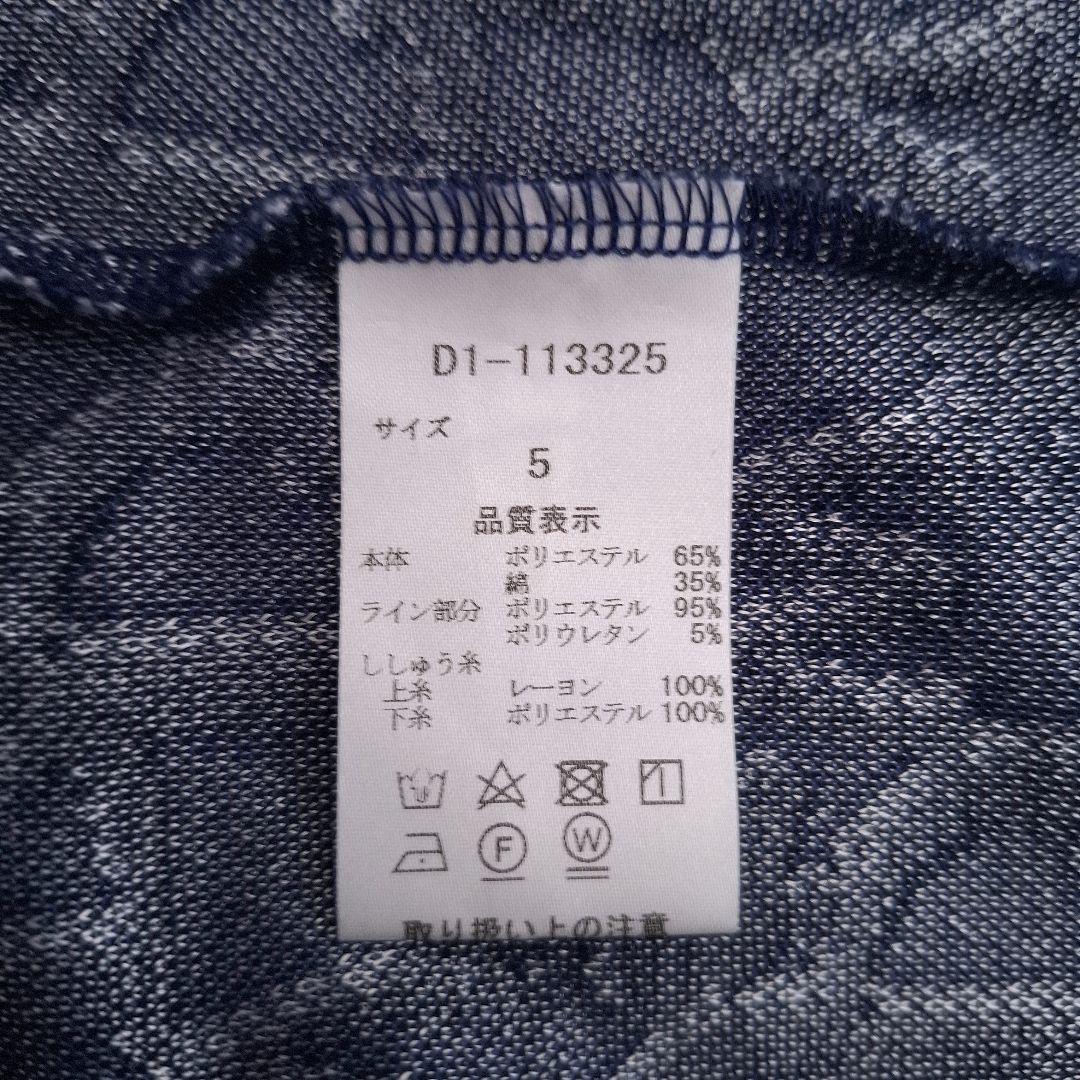 D1-113325
サイズ
5
品質表示
本体 ポリエステル 65%
綿 35%
ライン部分 ポリエステル 95%
ポリウレタン 5%
ししゅう糸
上糸 レーヨン 100%
下糸 ポリエステル 100%
F W
取り扱い上の注意